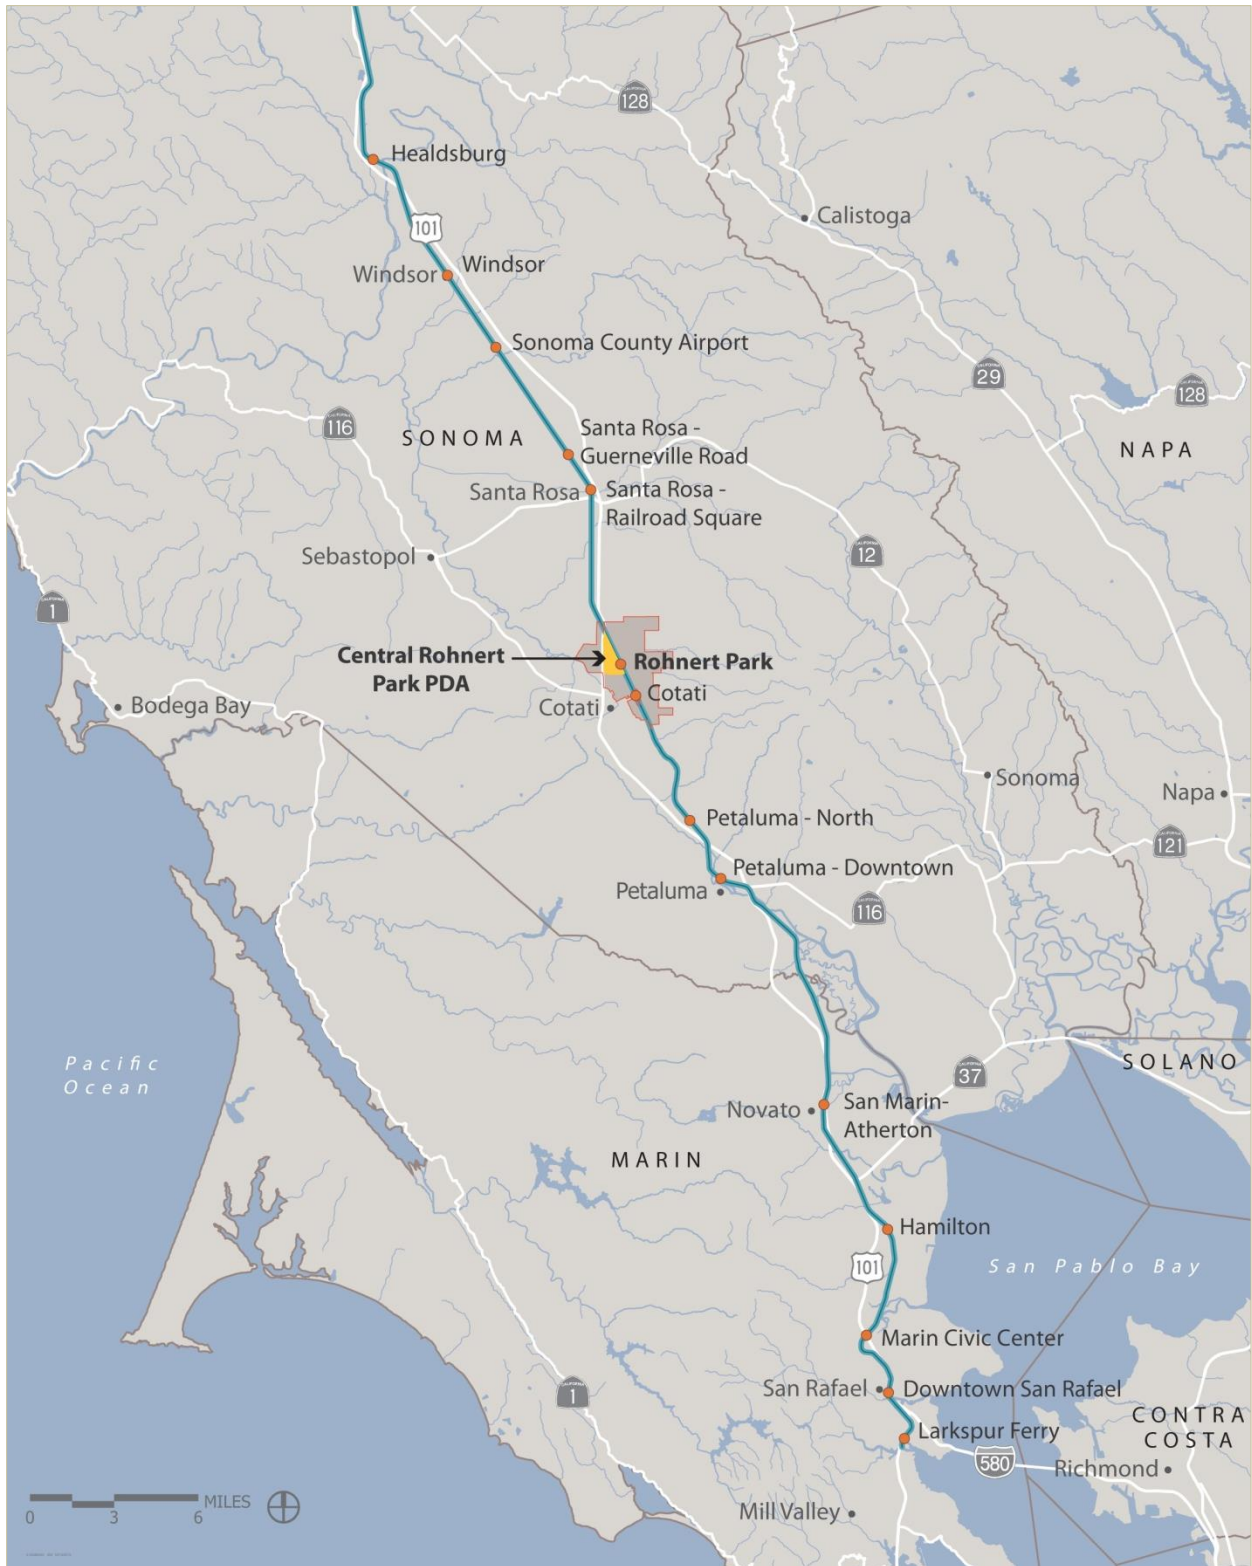 128
Healdsburg
Calistoga
101
Windsor
Windsor
Sonoma County Airport
29
128
116
SONOMA
Santa Rosa -
Guerneville Road
NAPA
Santa Rosa
Santa Rosa -
Railroad Square
Sebastopol
12
1
Central Rohnert
Park PDA
Rohnert Park
Cotati
Cotati
Bodega Bay
Sonoma
Napa
Petaluma - North
121
Petaluma - Downtown
Petaluma
116
Pacific
Ocean
SOLANO
37
Novato
San Marin-
Atherton
MARIN
Hamilton
101
San Pablo Bay
Marin Civic Center
San Rafael
Downtown San Rafael
1
CONTRA
COSTA
Larkspur Ferry
580
Richmond
MILES
0 3 6
Mill Valley